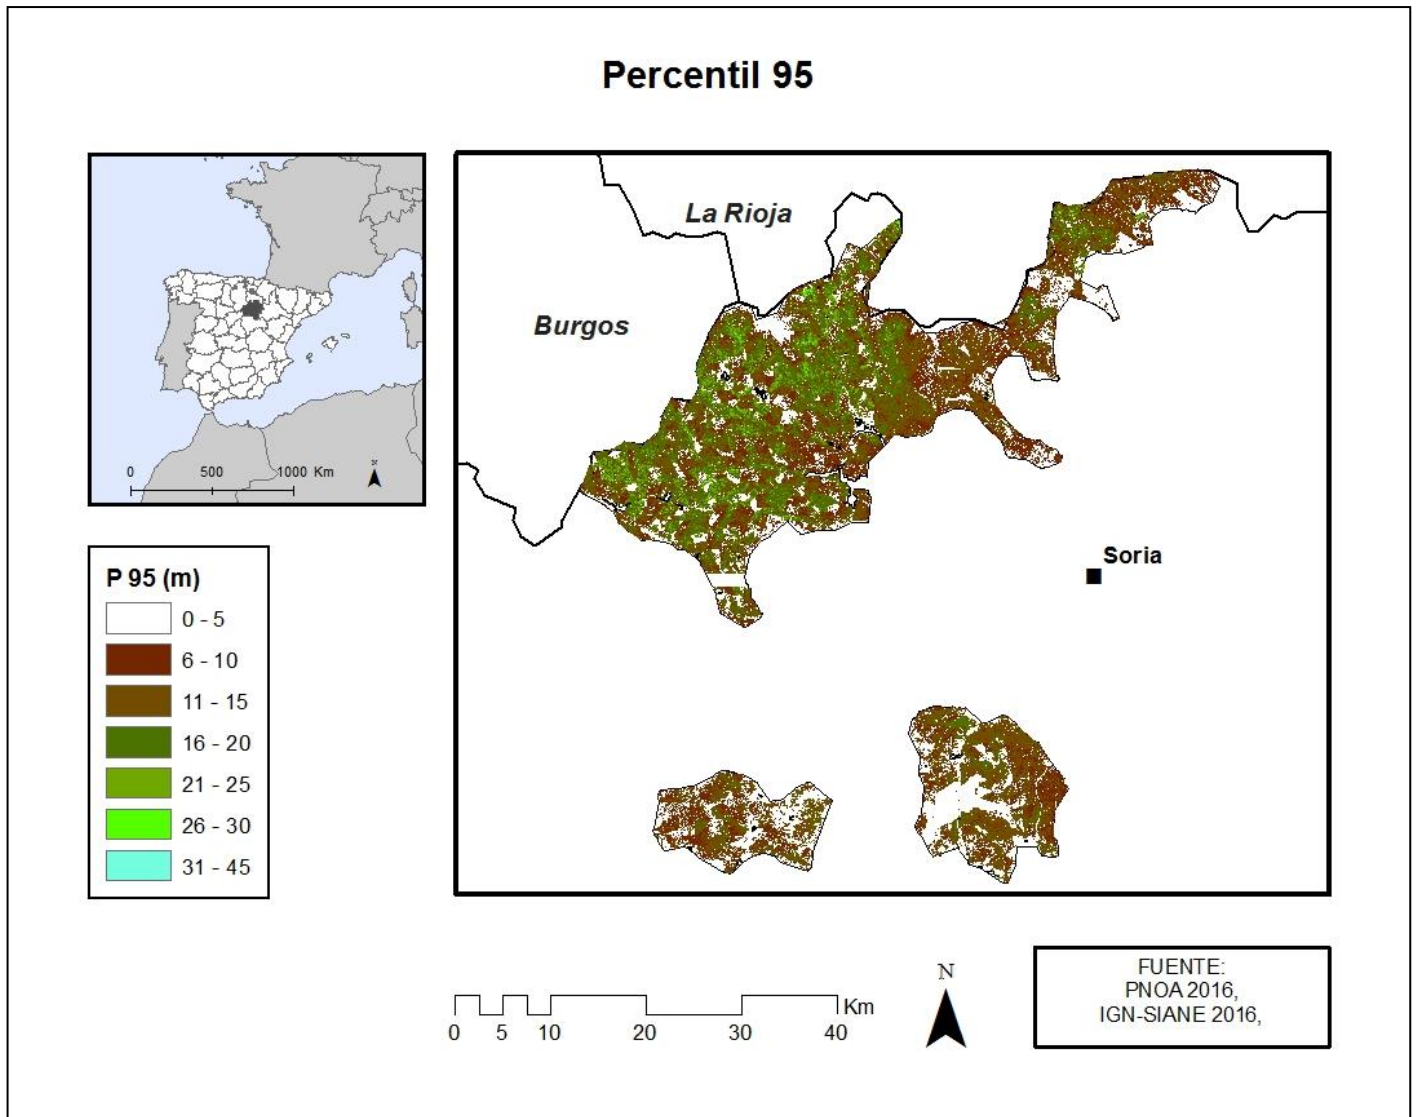 Percentil 95
0 500 1000 Km
N
La Rioja
Burgos
Soria
P 95 (m)
0 - 5
6 - 10
11 - 15
16 - 20
21 - 25
26 - 30
31 - 45
0 5 10 20 30 40 Km
N
FUENTE:
PNOA 2016,
IGN-SIANE 2016,